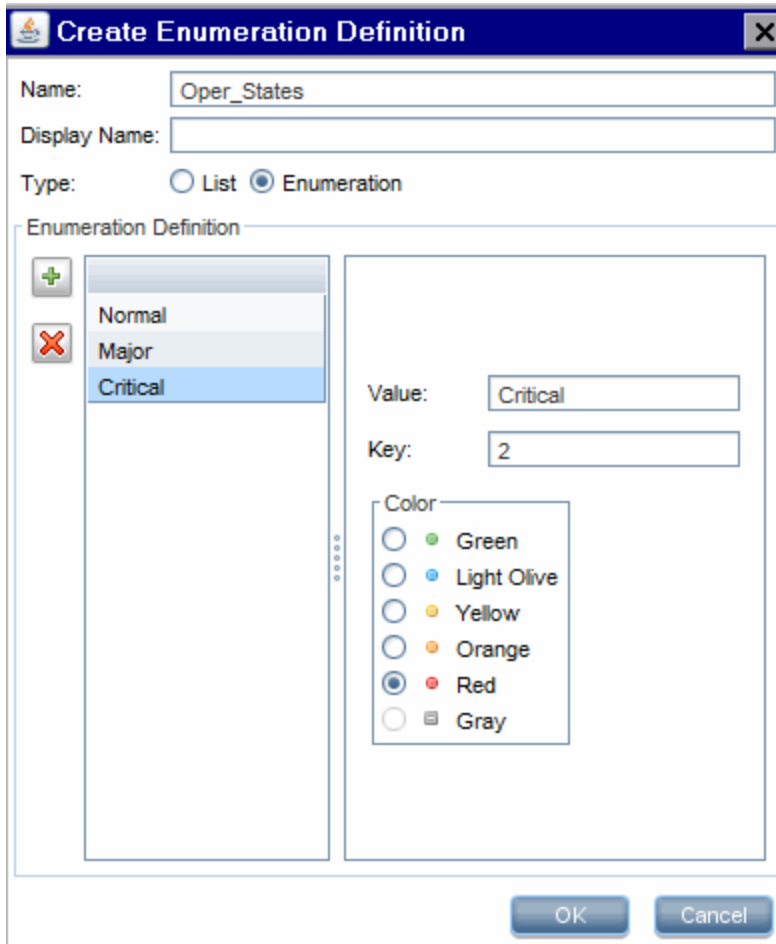 Create Enumeration Definition
Name: Oper_States
Display Name:
Type: List Enumeration
Enumeration Definition
Normal
Major
Critical
Value: Critical
Key: 2
Color
Green
Light Olive
Yellow
Orange
Red
Gray
OK Cancel